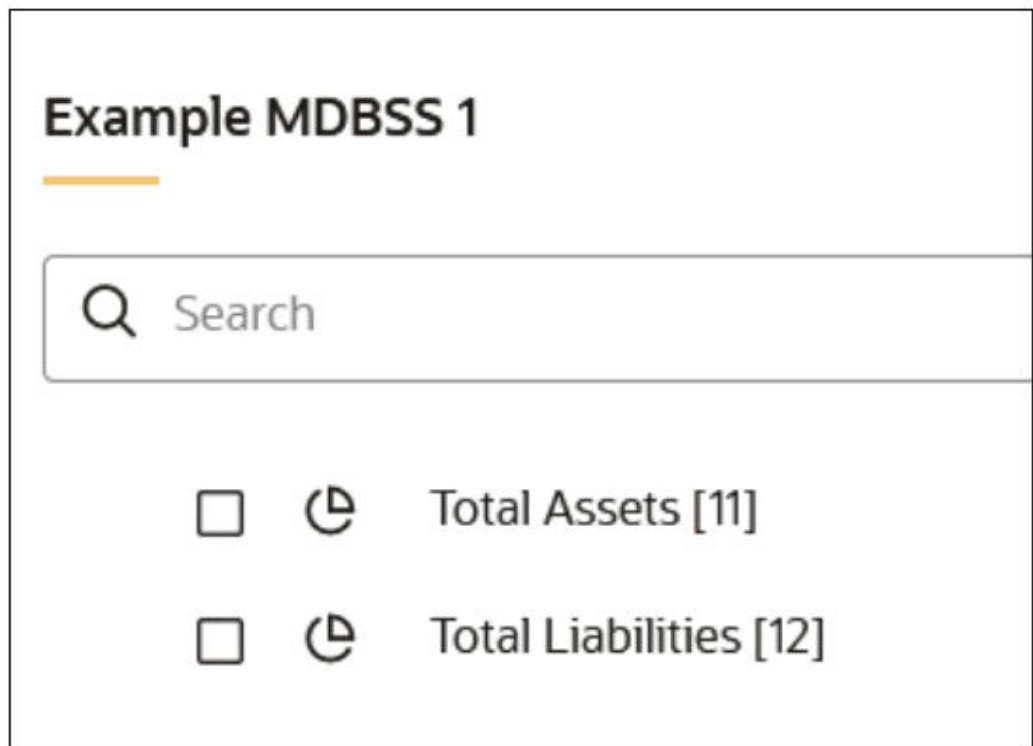 Example MDBSS 1
Search
Total Assets [11]
Total Liabilities [12]